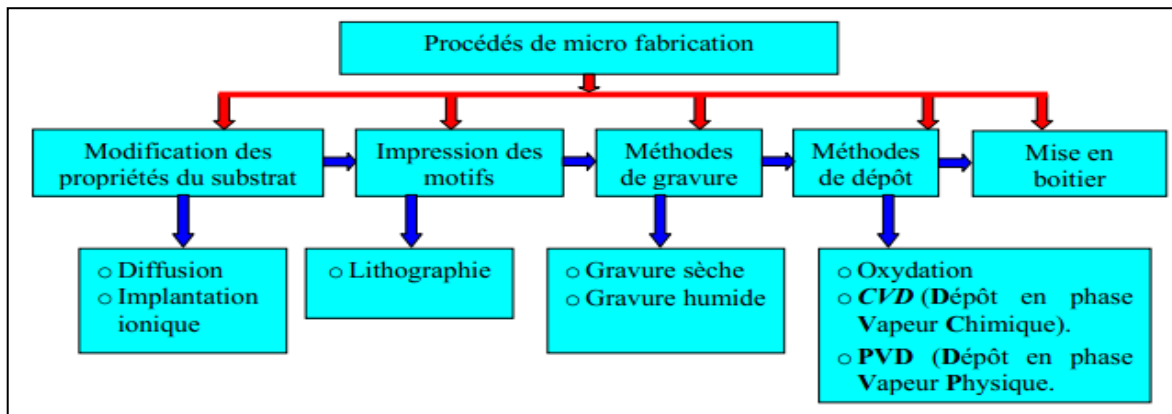 Procédés de micro fabrication
Modification des
propriétés du substrat
Impression des
motifs
Méthodes
de gravure
Méthodes
de dépôt
Mise en
boitier
o Diffusion
o Implantation
ionique
o Lithographie
o Gravure sèche
o Gravure humide
o Oxydation
o CVD (Dépôt en phase
Vapeur Chimique).
o PVD (Dépôt en phase
Vapeur Physique.